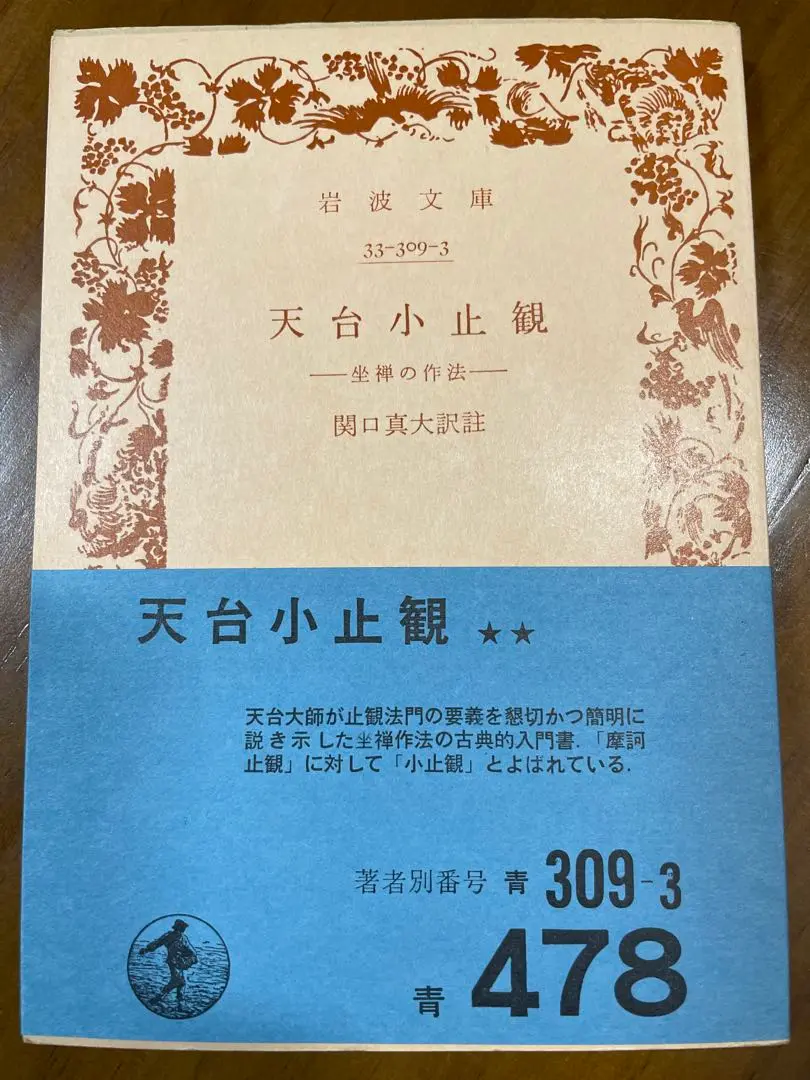 岩波文庫
33-309-3
天台小止観
——坐禅の作法——
関口真大訳註
天台小止観 ★★
天台大師が止観法門の要義を懇切かつ簡明に
説き示した坐禅作法の古典的入門書.「摩訶
止観」に対して「小止観」とよばれている.
著者別番号 青 309-3
青 478